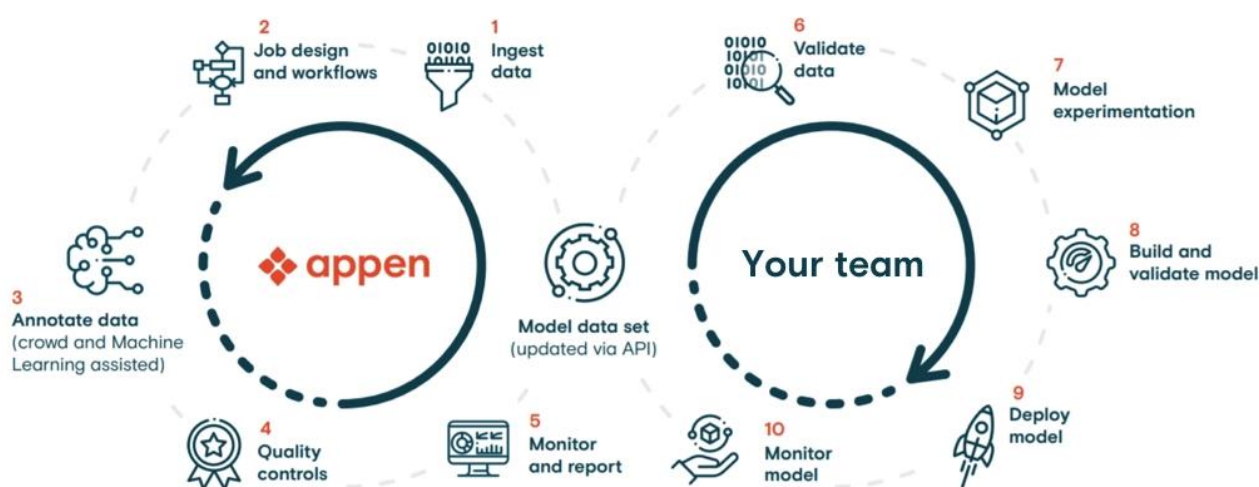 2
Job design
and workflows
1
Ingest
data
01010
10110
appen
3
Annotate data
(crowd and Machine
Learning assisted)
4
Quality
controls
5
Monitor
and report
Model data set
(updated via API)
6
Validate
data
01010
10101
01010
10101
7
Model
experimentation
Your team
8
Build and
validate model
9
Deploy
model
10
Monitor
model